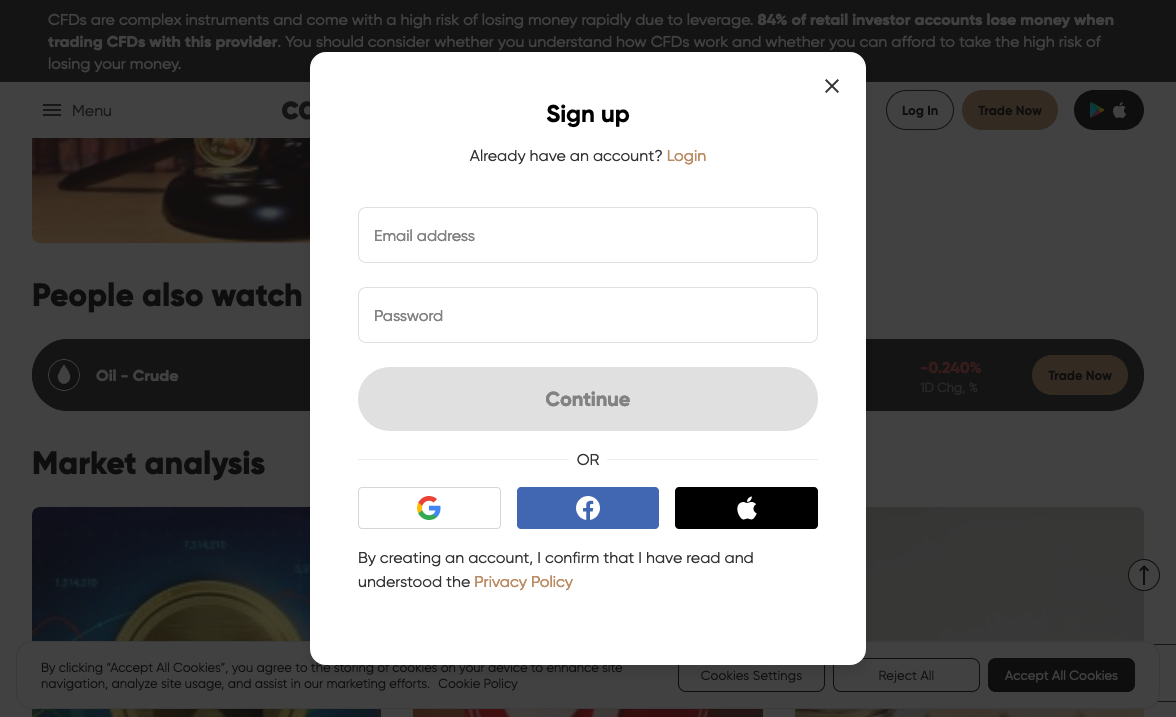 CFDs are complex instruments and come with a high risk of losing money rapidly due to leverage. 84% of retail investor accounts lose money when
trading CFDs with this provider. You should consider whether you understand how CFDs work and whether you can afford to take the high risk of
losing your money.
Menu
Log In
Trade Now
Sign up
Already have an account? Login
Email address
Password
Continue
OR
By creating an account, I confirm that I have read and
understood the Privacy Policy
People also watch
Oil - Crude
-0.240%
1D Chg, %
Trade Now
Market analysis
7,314,210
1,314,210
By clicking "Accept All Cookies", you agree to the storing of cookies on your device to enhance site
navigation, analyze site usage, and assist in our marketing efforts. Cookie Policy
Cookies Settings
Reject All
Accept All Cookies